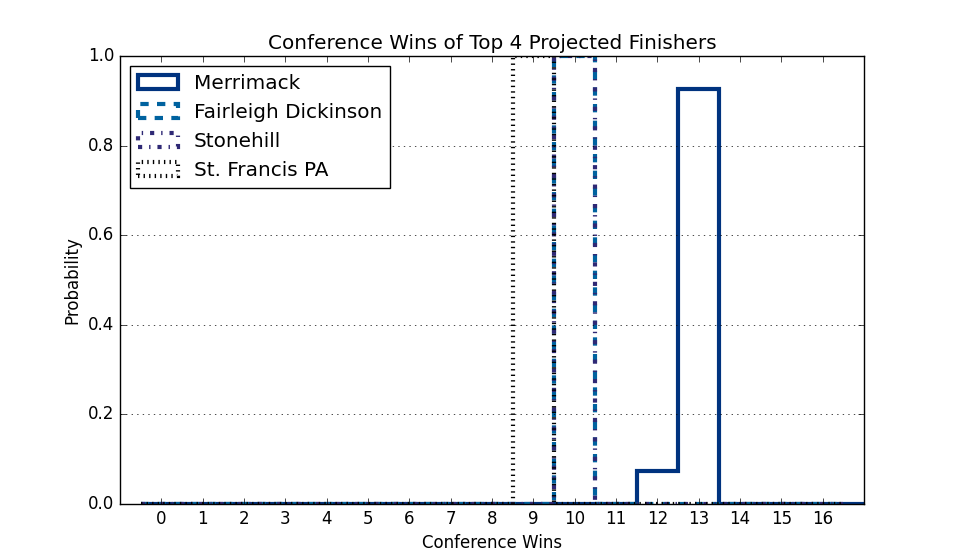 Conference Wins of Top 4 Projected Finishers
1.0
Merrimack
Fairleigh Dickinson
Stonehill
St. Francis PA
0.8
0.6
0.4
0.2
0.0
Probability
0 1 2 3 4 5 6 7 8 9 10 11 12 13 14 15 16
Conference Wins